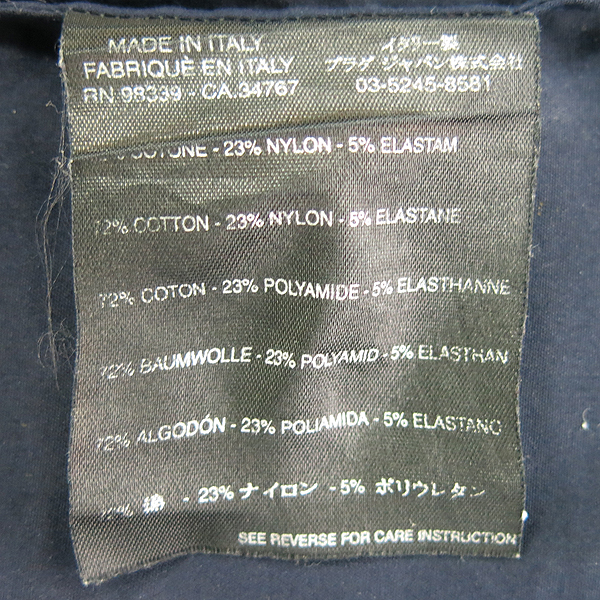 MADE IN ITALY
イタリー製
FABRIQUÈ EN ITALY
プラダ ジャパン株式会社
RN 98339 - CA.34767
03-5245-8581
COTONE - 23% NYLON - 5% ELASTAM
72% COTTON - 23% NYLON - 5% ELASTANE
72% COTON - 23% POLYAMIDE - 5% ELASTHANNE
72% BAUMWOLLE - 23% POLYAMID - 5% ELASTHAN
72% ALGODÓN - 23% POLIAMIDA - 5% ELASTANO
綿 - 23% ナイロン - 5% ポリウレタン
SEE REVERSE FOR CARE INSTRUCTION